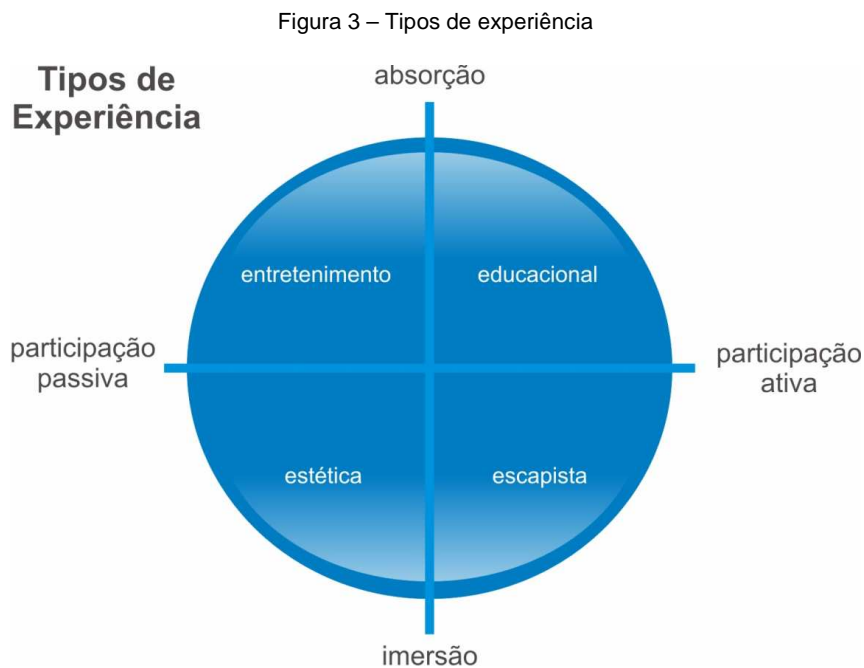 Figura 3 – Tipos de experiência
Tipos de
Experiência
absorção
entretenimento
educacional
participação
passiva
participação
ativa
estética
escapista
imersão